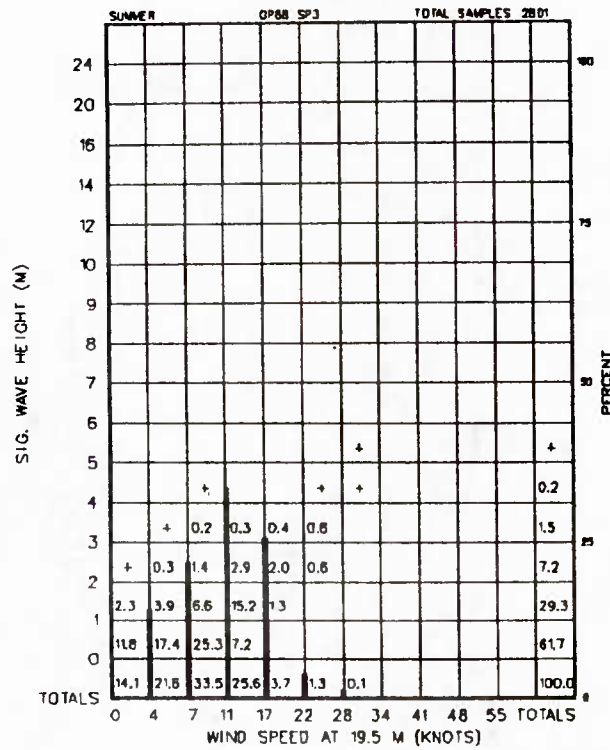 SUMMER GP68 SP3 TOTAL SAMPLES 2801
24 100
20
16
14
12 75
10
9
8
7 50
6
+ +
5
+ + + 0.2
4
+ 0.2 0.3 0.4 0.6 1.5
3 25
+ 0.3 1.4 2.9 2.0 0.6 7.2
2
2.3 3.9 6.6 15.2 1.3 29.3
1
11.8 17.4 25.3 7.2 61.7
0
14.1 21.6 33.5 25.6 3.7 1.3 0.1 100.0
TOTALS 0
0 4 7 11 17 22 28 34 41 48 55 TOTALS
WIND SPEED AT 19.5 M (KNOTS)
SIG. WAVE HEIGHT (M)
PERCENT